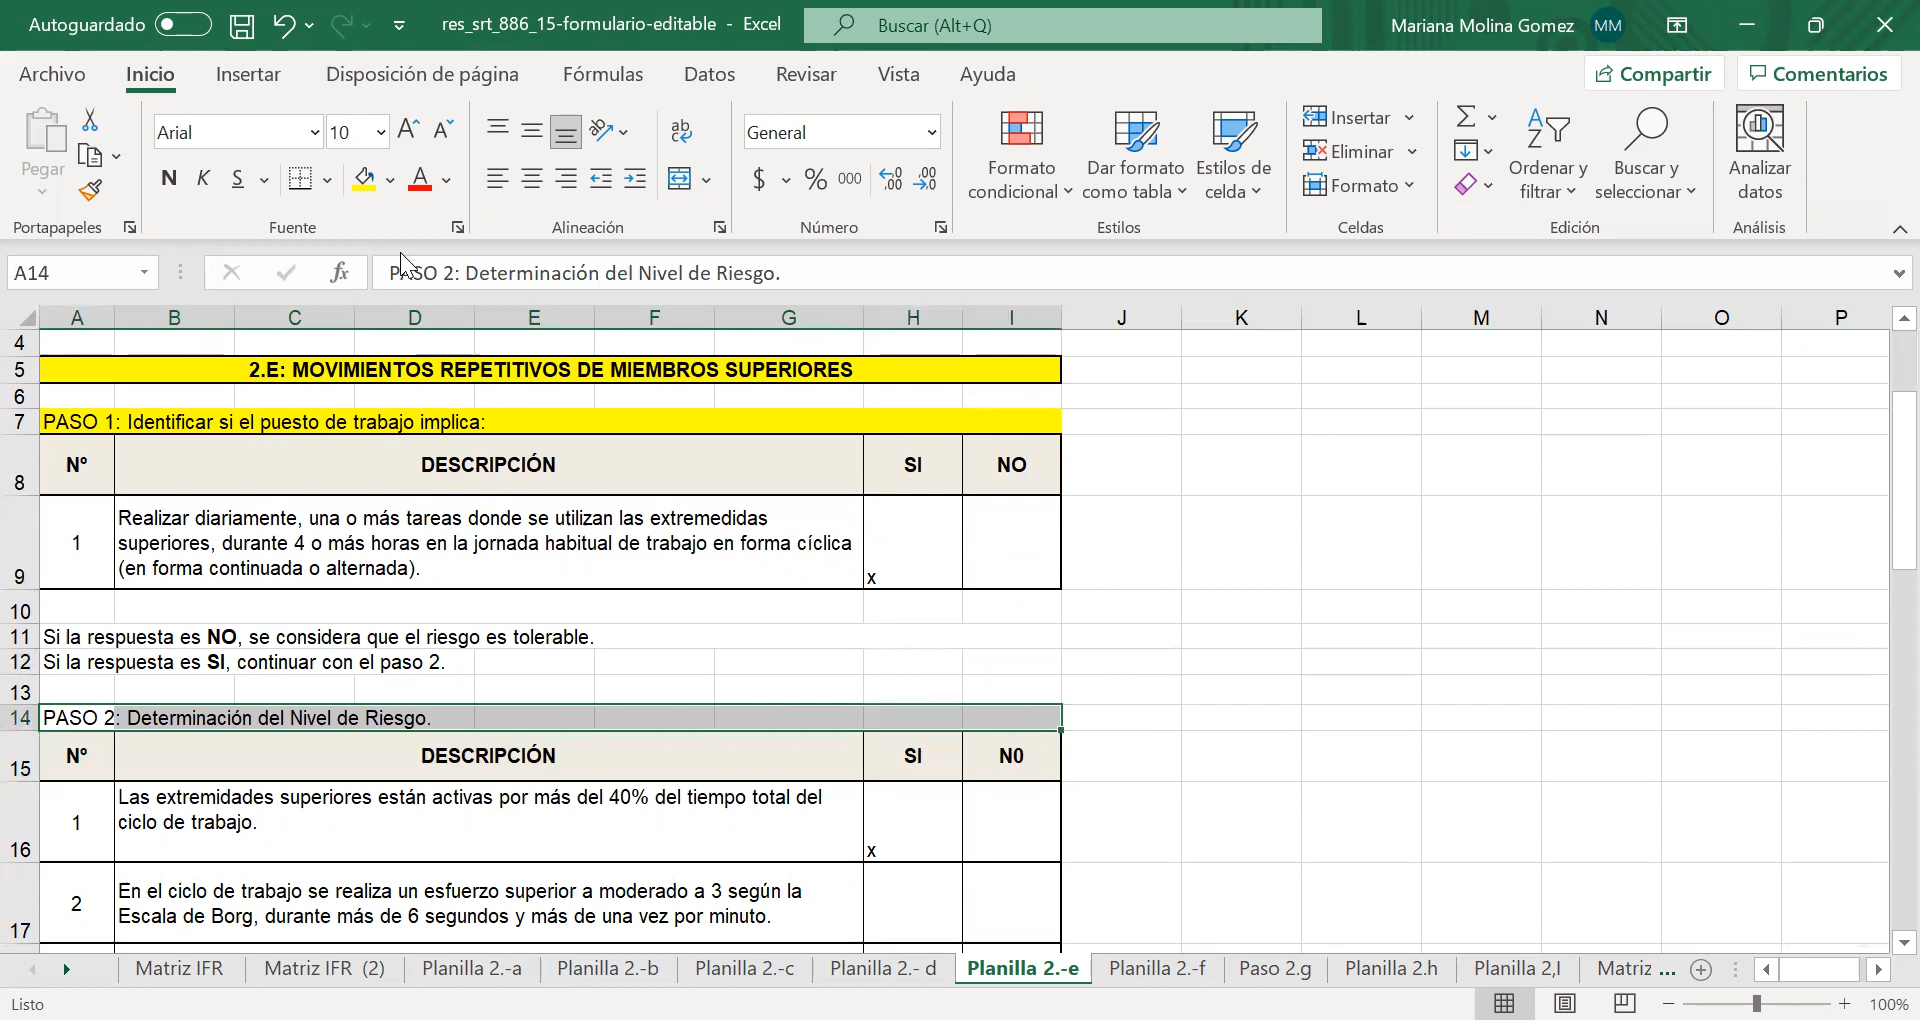 Autoguardado res_srt_886_15-formulario-editable - Excel Buscar (Alt+Q) Mariana Molina Gomez MM
Archivo Inicio Insertar Disposición de página Fórmulas Datos Revisar Vista Ayuda Compartir Comentarios
Pegar
Portapapeles
Arial 10
N K S A
Fuente
ab
Alineación
General
$ % 000
Número
Formato condicional
Dar formato como tabla
Estilos de celda
Estilos
Insertar
Eliminar
Formato
Celdas
Ordenar y filtrar
Buscar y seleccionar
Edición
Analizar datos
Análisis
A14 fx PASO 2: Determinación del Nivel de Riesgo.
A B C D E F G H I J K L M N O P
4
5 2.E: MOVIMIENTOS REPETITIVOS DE MIEMBROS SUPERIORES
6
7 PASO 1: Identificar si el puesto de trabajo implica:
8 Nº DESCRIPCIÓN SI NO
Realizar diariamente, una o más tareas donde se utilizan las extremedidas
1 superiores, durante 4 o más horas en la jornada habitual de trabajo en forma cíclica
9 (en forma continuada o alternada). x
10
11 Si la respuesta es NO, se considera que el riesgo es tolerable.
12 Si la respuesta es SI, continuar con el paso 2.
13
14 PASO 2: Determinación del Nivel de Riesgo.
15 Nº DESCRIPCIÓN SI N0
Las extremidades superiores están activas por más del 40% del tiempo total del
1 ciclo de trabajo.
16 x
2 En el ciclo de trabajo se realiza un esfuerzo superior a moderado a 3 según la
Escala de Borg, durante más de 6 segundos y más de una vez por minuto.
17
Matriz IFR Matriz IFR (2) Planilla 2.-a Planilla 2.-b Planilla 2.-c Planilla 2.- d Planilla 2.-e Planilla 2.-f Paso 2.g Planilla 2.h Planilla 2,I Matriz ...
Listo 100%